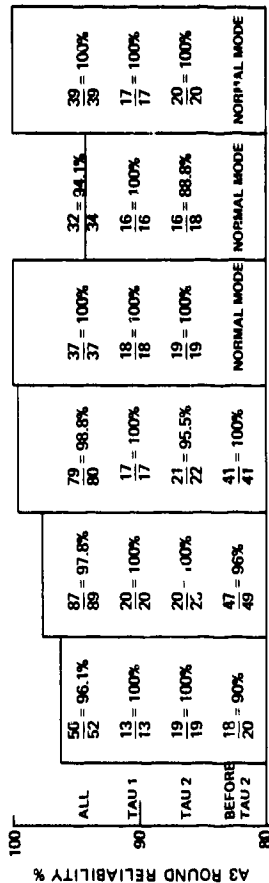 A3 ROUND RELIABILITY %
100
90
80
ALL
50/52 = 96.1%
87/89 = 97.8%
79/80 = 98.8%
37/37 = 100%
32/34 = 94.1%
39/39 = 100%
TAU 1
13/13 = 100%
20/20 = 100%
17/17 = 100%
18/18 = 100%
16/16 = 100%
17/17 = 100%
TAU 2
19/19 = 100%
20/20 = 100%
21/22 = 95.5%
19/19 = 100%
16/18 = 88.8%
20/20 = 100%
BEFORE TAU 2
18/20 = 90%
47/49 = 96%
41/41 = 100%
NORMAL MODE
NORMAL MODE
NORMAL MODE